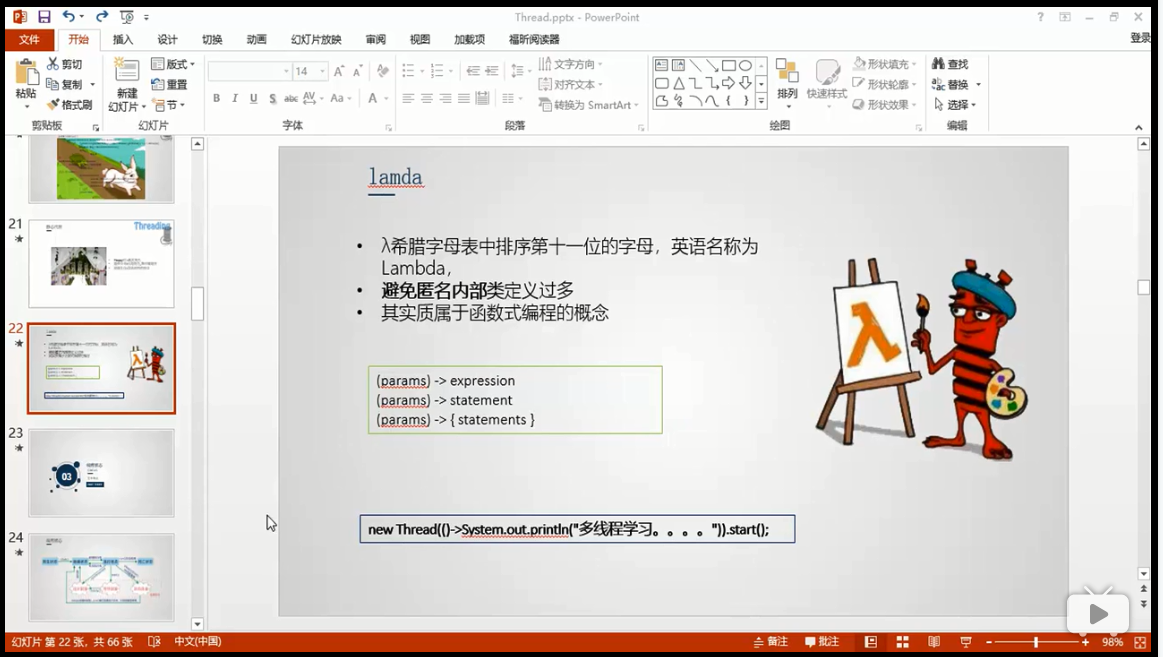 Thread.pptx - PowerPoint
文件 开始 插入 设计 切换 动画 幻灯片放映 审阅 视图 加载项 福昕阅读器 登录
粘贴
剪切
复制
格式刷
剪贴板
新建
幻灯片
版式
重置
节
幻灯片
14
B I U S abc AV Aa A
字体
文字方向
对齐文本
转换为 SmartArt
段落
排列
快速样式
形状填充
形状轮廓
形状效果
绘图
查找
替换
选择
编辑
21
Threading
22
23
03
24
lamda
• λ希腊字母表中排序第十一位的字母，英语名称为
Lambda，
• 避免匿名内部类定义过多
• 其实质属于函数式编程的概念
(params) -> expression
(params) -> statement
(params) -> { statements }
new Thread(()->System.out.println("多线程学习。。。。")).start();
幻灯片 第 22 张，共 66 张 中文(中国) 备注 批注 98%